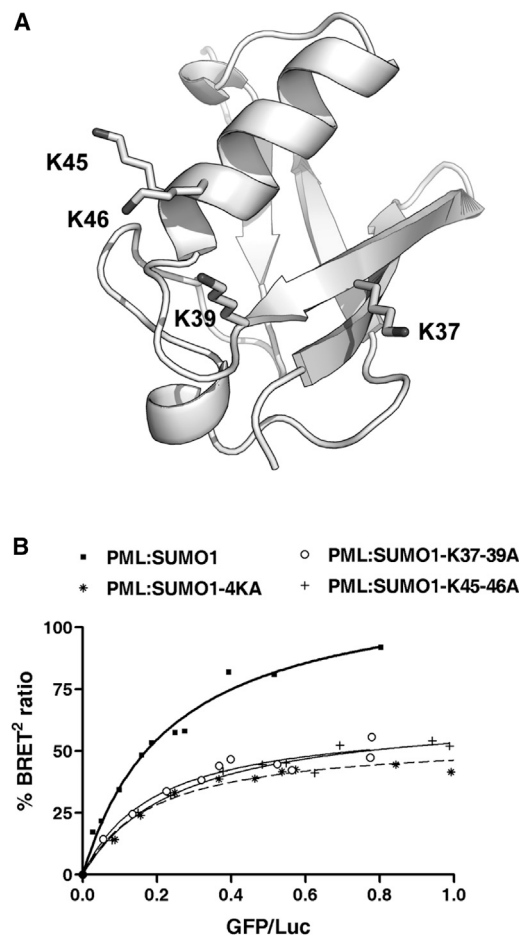 A
K45
K46
K39
K37
B
PML:SUMO1
PML:SUMO1-K37-39A
PML:SUMO1-4KA
PML:SUMO1-K45-46A
100
75
50
25
0
% BRET² ratio
0.0 0.2 0.4 0.6 0.8 1.0
GFP/Luc